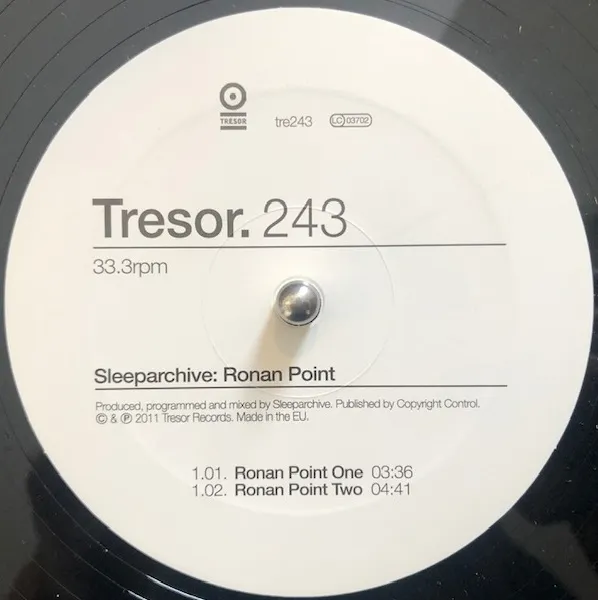 TRESOR
tre243
LC 03702
Tresor. 243
33.3rpm
Sleeparchive: Ronan Point
Produced, programmed and mixed by Sleeparchive. Published by Copyright Control.
© & ℗ 2011 Tresor Records. Made in the EU.
1.01. Ronan Point One 03:36
1.02. Ronan Point Two 04:41